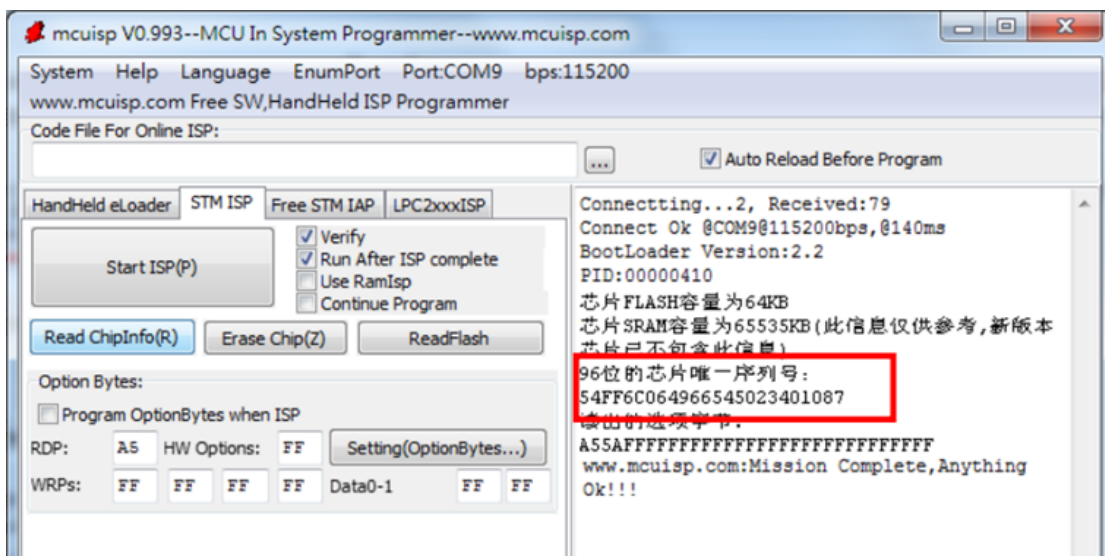 mcuisp V0.993--MCU In System Programmer--www.mcuisp.com
System Help Language EnumPort Port:COM9 bps:115200
www.mcuisp.com Free SW,HandHeld ISP Programmer
Code File For Online ISP:
...
Auto Reload Before Program
HandHeld eLoader STM ISP Free STM IAP LPC2xxxISP
Start ISP(P)
Verify
Run After ISP complete
Use RamIsp
Continue Program
Read ChipInfo(R) Erase Chip(Z) ReadFlash
Option Bytes:
Program OptionBytes when ISP
RDP: A5 HW Options: FF Setting(OptionBytes...)
WRPs: FF FF FF FF Data0-1 FF FF
Connectting...2, Received:79
Connect Ok @COM9@115200bps,@140ms
BootLoader Version:2.2
PID:00000410
芯片FLASH容量为64KB
芯片SRAM容量为65535KB(此信息仅供参考,新版本
芯片已不包含此信息)
96位的芯片唯一序列号:
54FF6C064966545023401087
读出的选项字节:
A55AFFFFFFFFFFFFFFFFFFFFFFFFFFFF
www.mcuisp.com:Mission Complete,Anything
Ok!!!